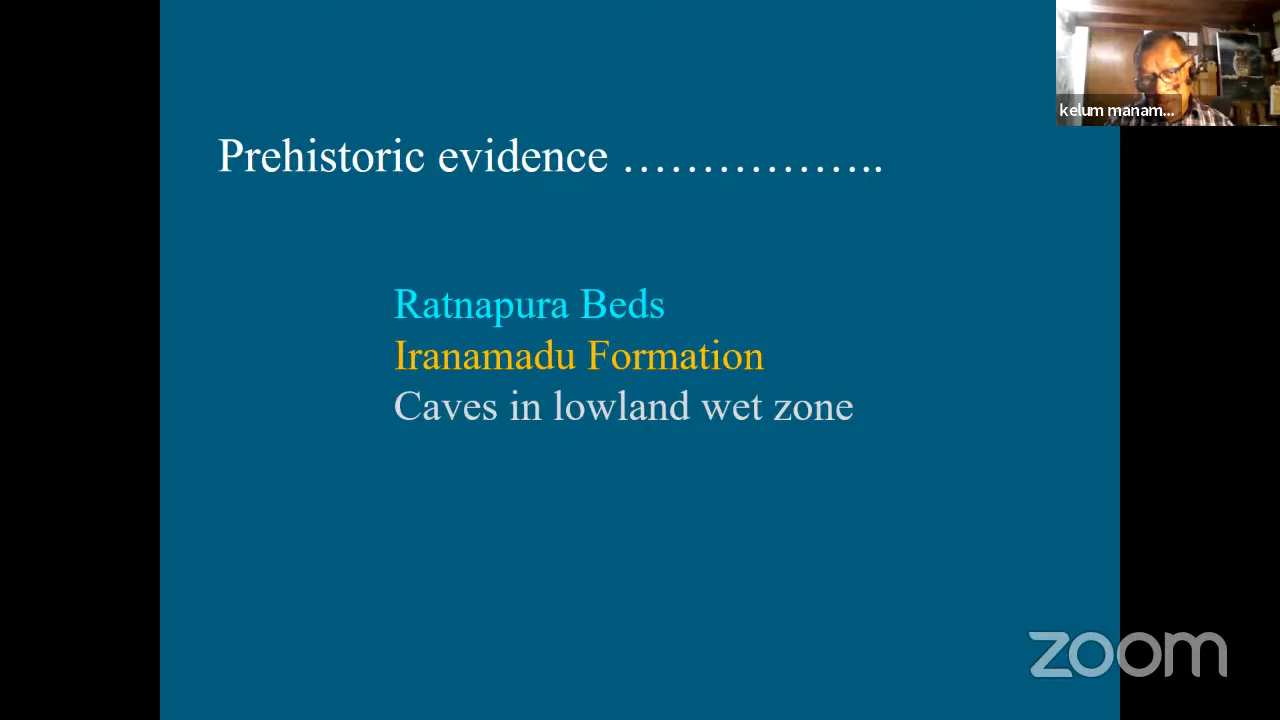 kelum manam...
Prehistoric evidence ……………..
Ratnapura Beds
Iranamadu Formation
Caves in lowland wet zone
zoom